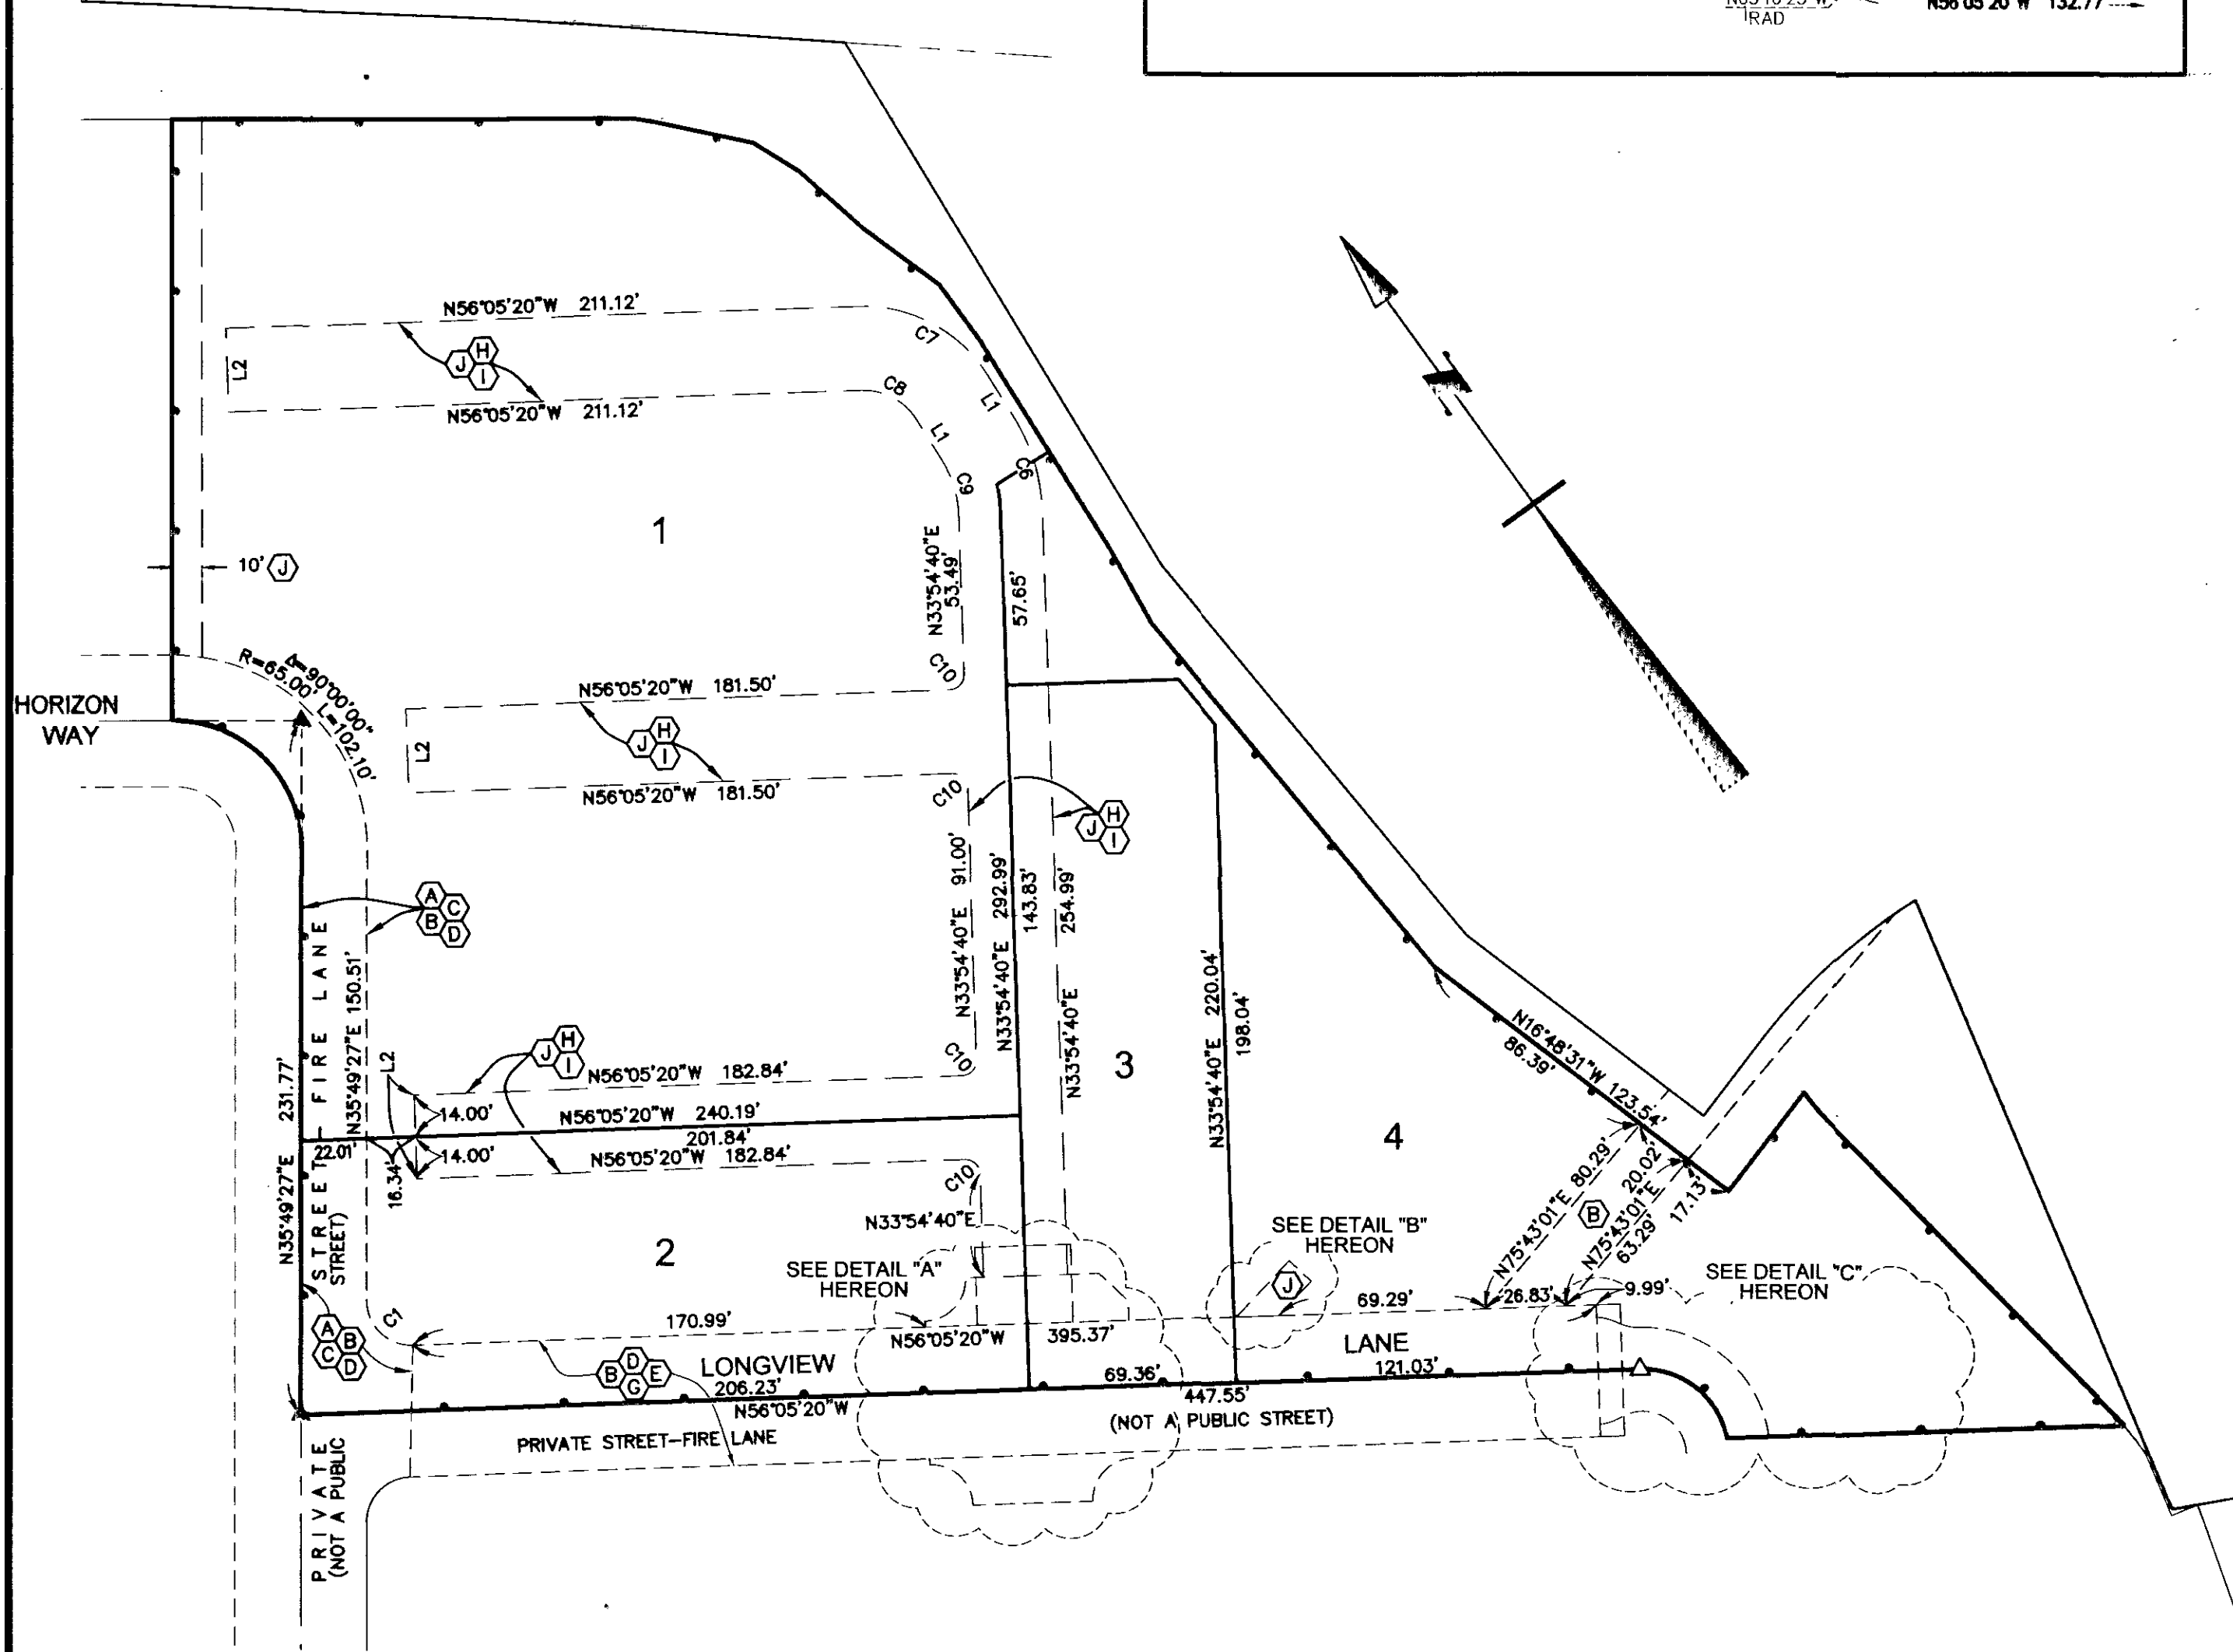 RAD
N56°05'20"W 132.77
N56°05'20"W 211.12'
C7
H
J
I
L2
C8
N56°05'20"W 211.12'
L1
L1
C9
C9
1
N33°54'40"E
53.49'
57.65'
10' J
R=65.00'
Δ=90°00'00"
L=102.10'
C10
N56°05'20"W 181.50'
HORIZON
WAY
H
J
I
L2
N56°05'20"W 181.50'
C10
H
J
I
A
C
B
D
N33°54'40"E 91.00'
N33°54'40"E 292.99'
143.83'
254.99'
N33°54'40"E
N33°54'40"E 220.04'
198.04'
N16°48'31"W 123.54'
86.39'
N35°49'27"E 150.51'
N35°49'27"E 231.77'
L2
H
J
I
C10
N56°05'20"W 182.84'
14.00'
N56°05'20"W 240.19'
201.84'
22.01'
16.34'
14.00'
N56°05'20"W 182.84'
C10
3
4
N75°43'01"E 80.29'
20.02'
B
N75°43'01"E
63.29'
17.13'
N33°54'40"E
2
SEE DETAIL "A"
HEREON
SEE DETAIL "B"
HEREON
J
SEE DETAIL "C"
HEREON
69.29'
26.83'
9.99'
C1
A
B
C
D
170.99'
N56°05'20"W
395.37'
LONGVIEW
LANE
B
D
E
G
206.23'
69.36'
121.03'
N56°05'20"W
447.55'
(NOT A PUBLIC STREET)
PRIVATE STREET-FIRE LANE
PRIVATE STREET - FIRE LANE
(NOT A PUBLIC STREET)